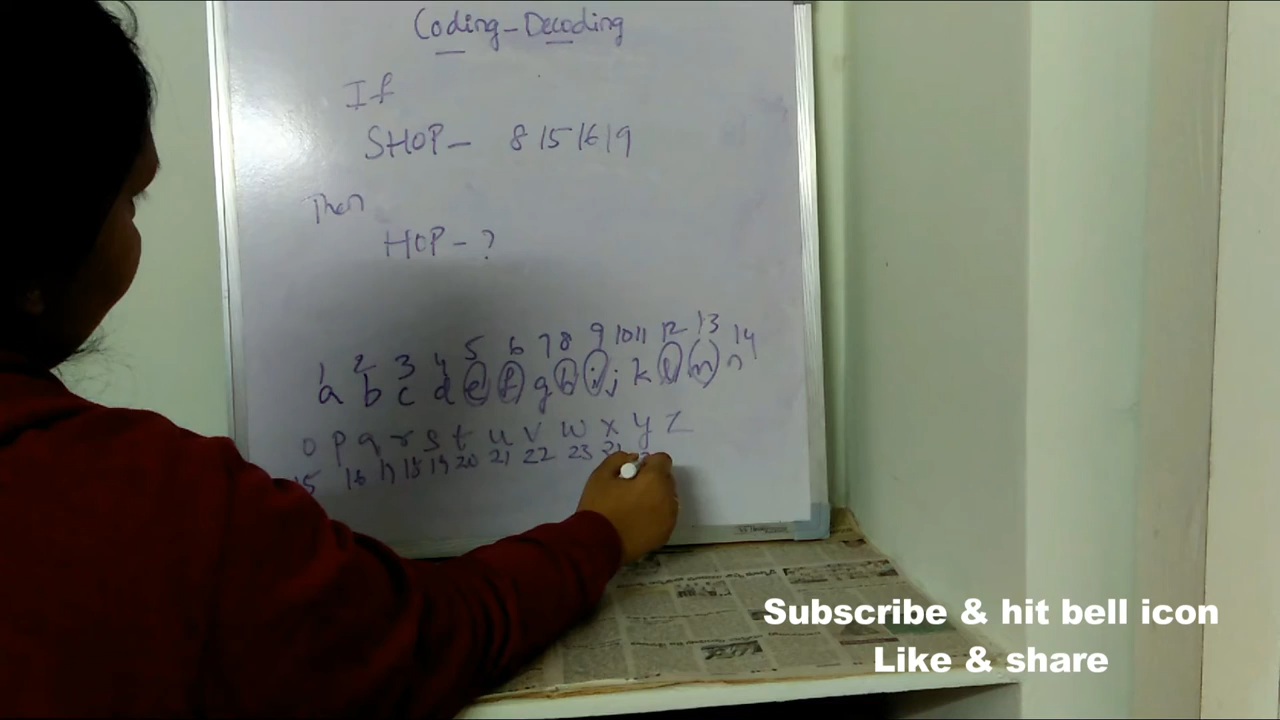 Coding-Decoding
If
SHOP- 8 15 16 19
Then
HOP-?
1 2 3 4 5 6 7 8 9 10 11 12 13 14
a b c d e f g h i j k l m n
o p q r s t u v w x y z
15 16 17 18 19 20 21 22 23
Subscribe & hit bell icon
Like & share